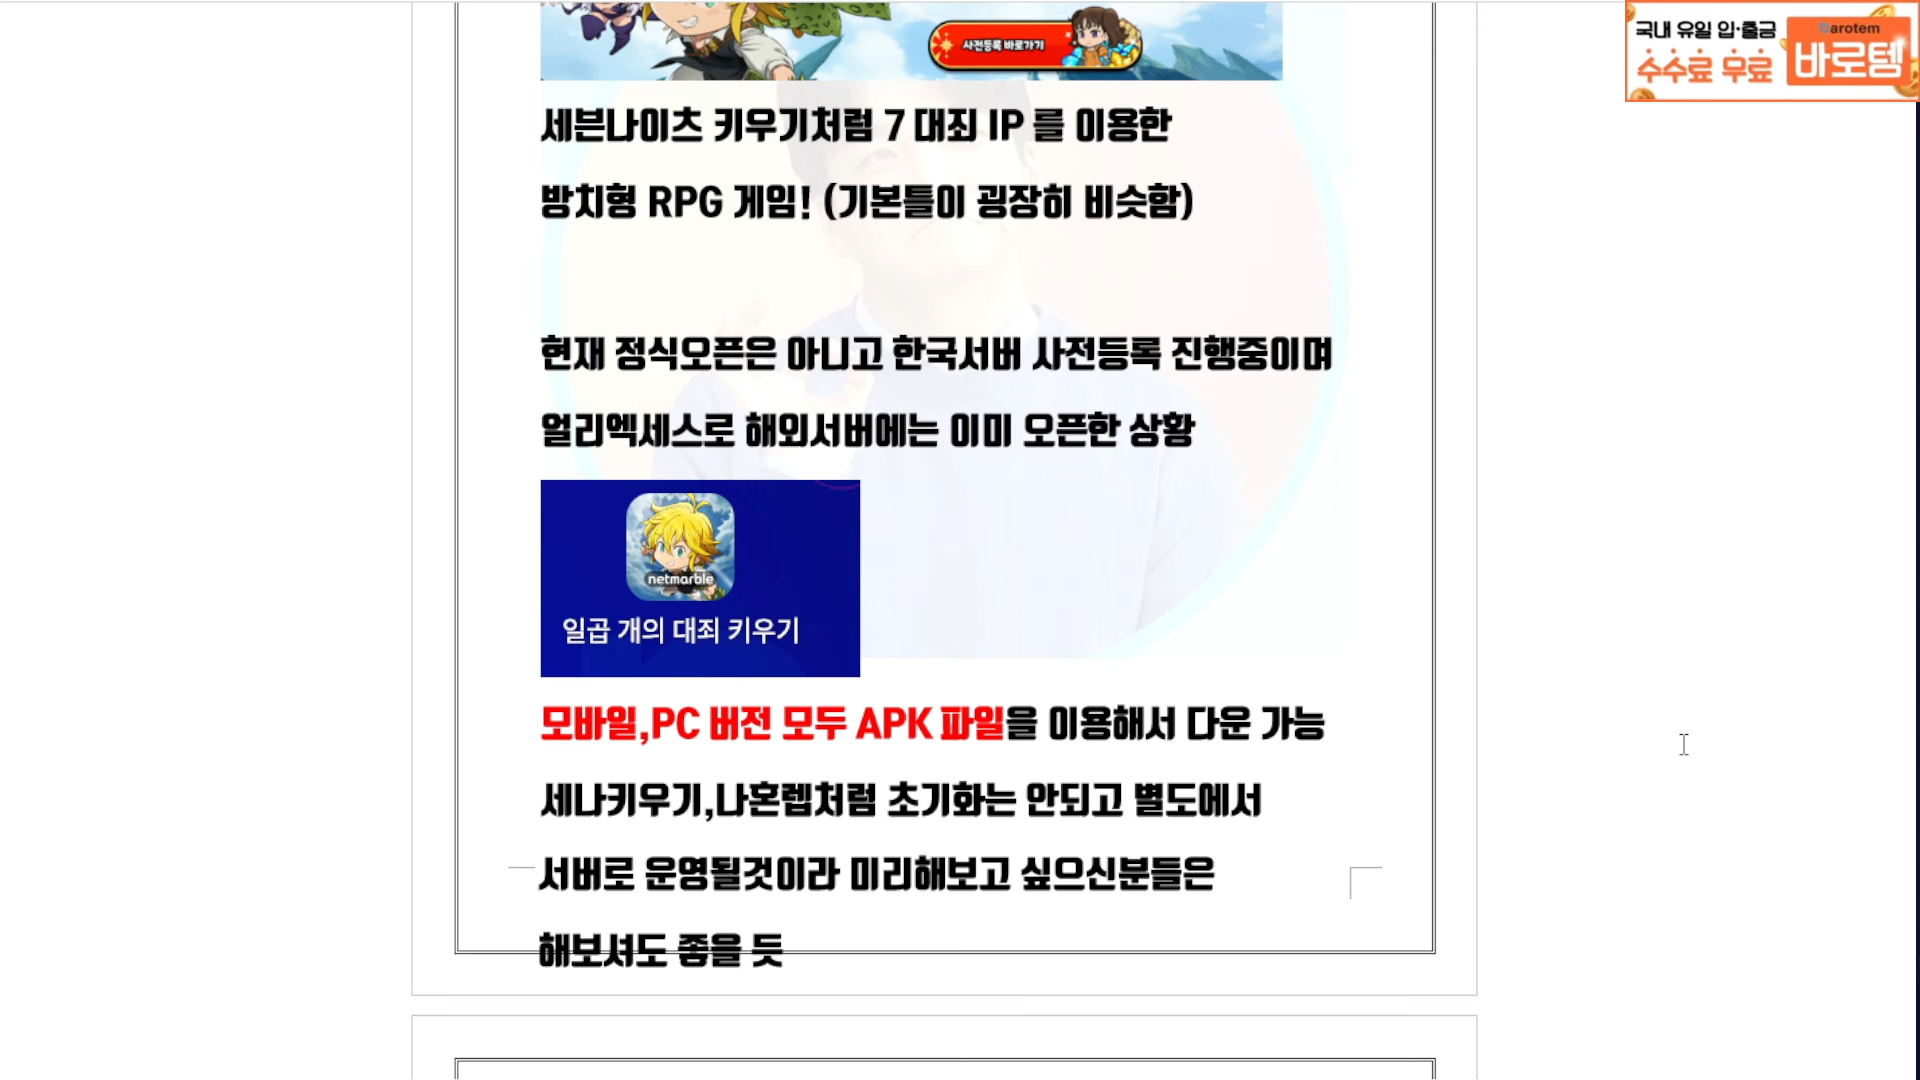 사전등록 바로가기
국내 유일 입·출금
수수료 무료
Barotem
바로템
세븐나이츠 키우기처럼 7대죄 IP를 이용한
방치형 RPG 게임! (기본틀이 굉장히 비슷함)
현재 정식오픈은 아니고 한국서버 사전등록 진행중이며
얼리엑세스로 해외서버에는 이미 오픈한 상황
netmarble
일곱 개의 대죄 키우기
모바일,PC 버전 모두 APK 파일을 이용해서 다운 가능
세나키우기,나혼렙처럼 초기화는 안되고 별도에서
서버로 운영될것이라 미리해보고 싶으신분들은
해보셔도 좋을 듯